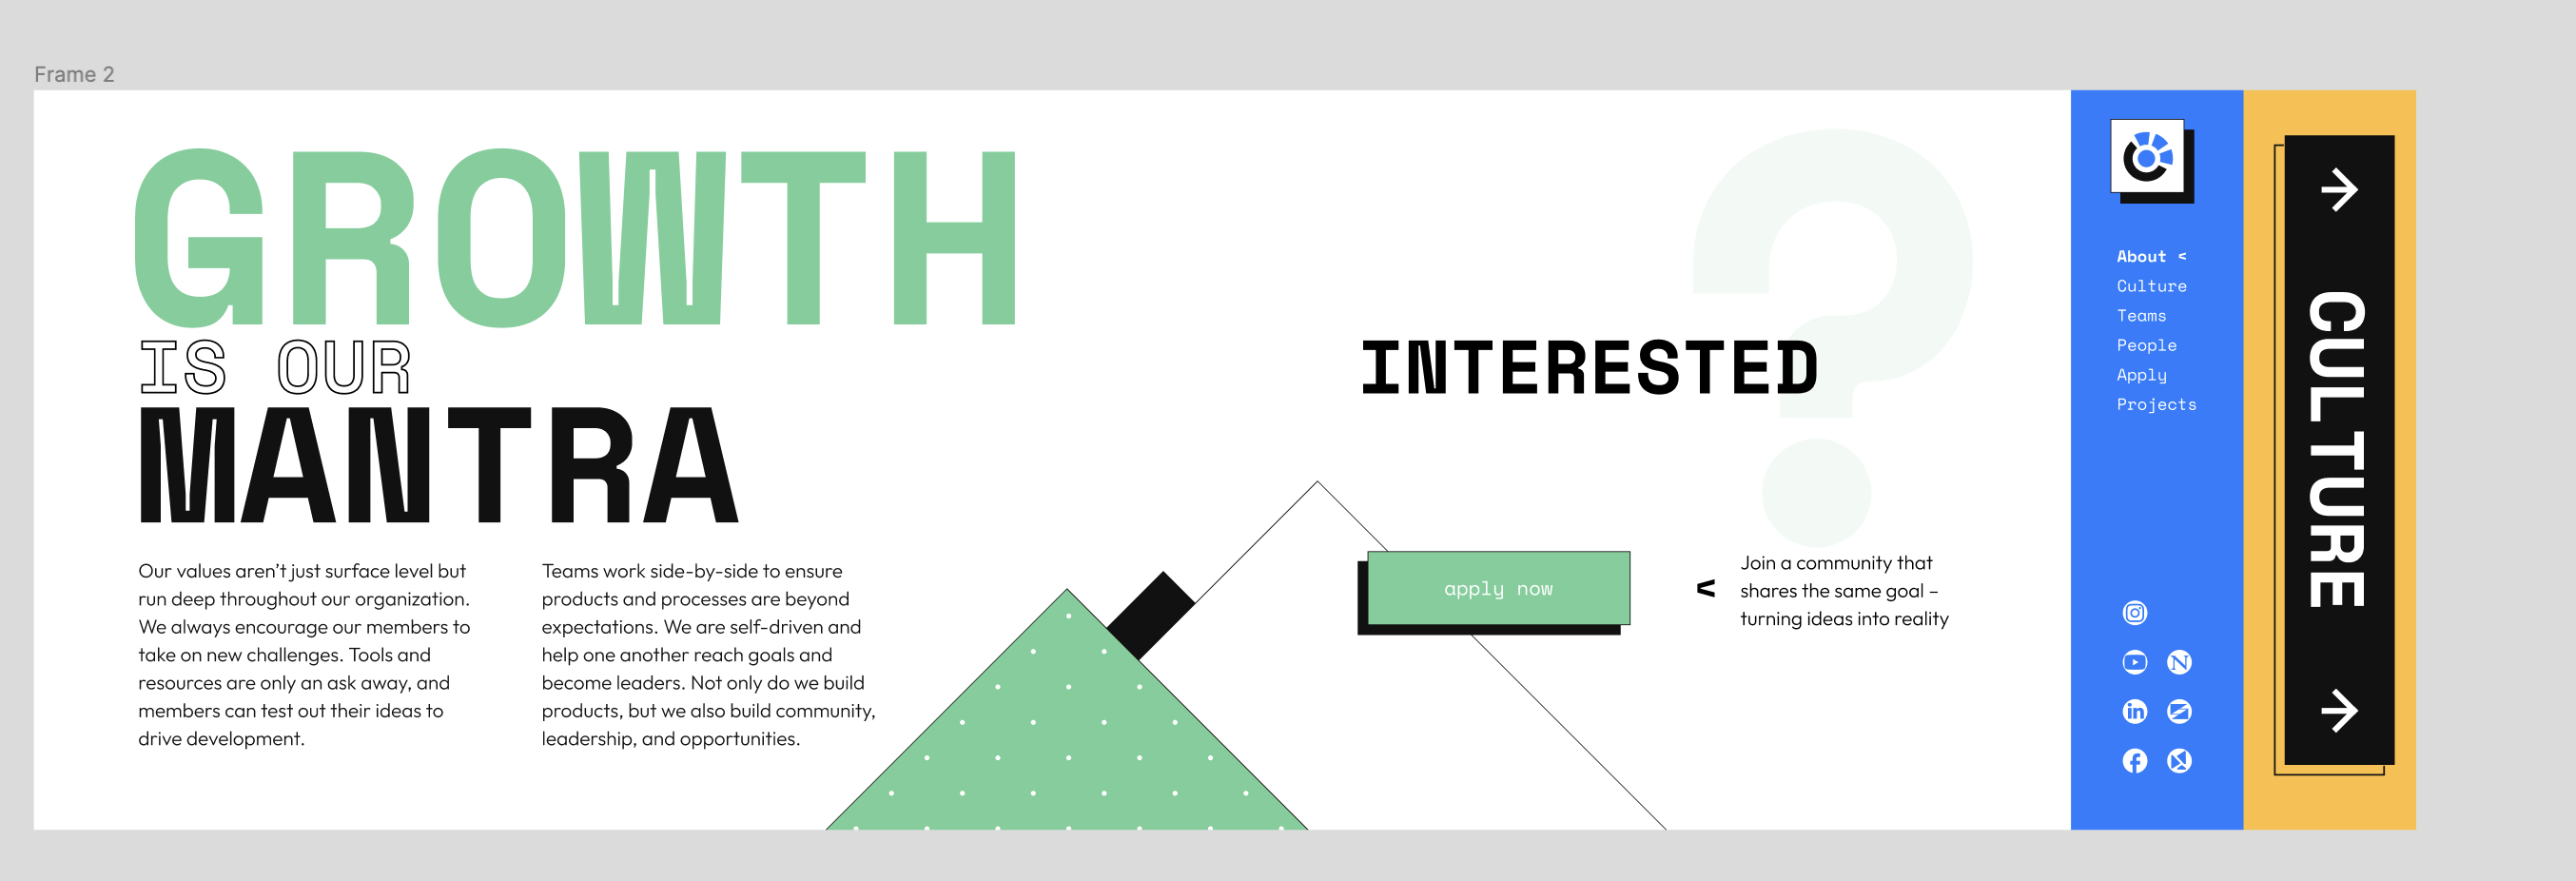 Frame 2
GROWTH
IS OUR
MANTRA
Our values aren’t just surface level but
run deep throughout our organization.
We always encourage our members to
take on new challenges. Tools and
resources are only an ask away, and
members can test out their ideas to
drive development.
Teams work side-by-side to ensure
products and processes are beyond
expectations. We are self-driven and
help one another reach goals and
become leaders. Not only do we build
products, but we also build community,
leadership, and opportunities.
?
INTERESTED
apply now
<
Join a community that
shares the same goal –
turning ideas into reality
About <
Culture
Teams
People
Apply
Projects
CULTURE